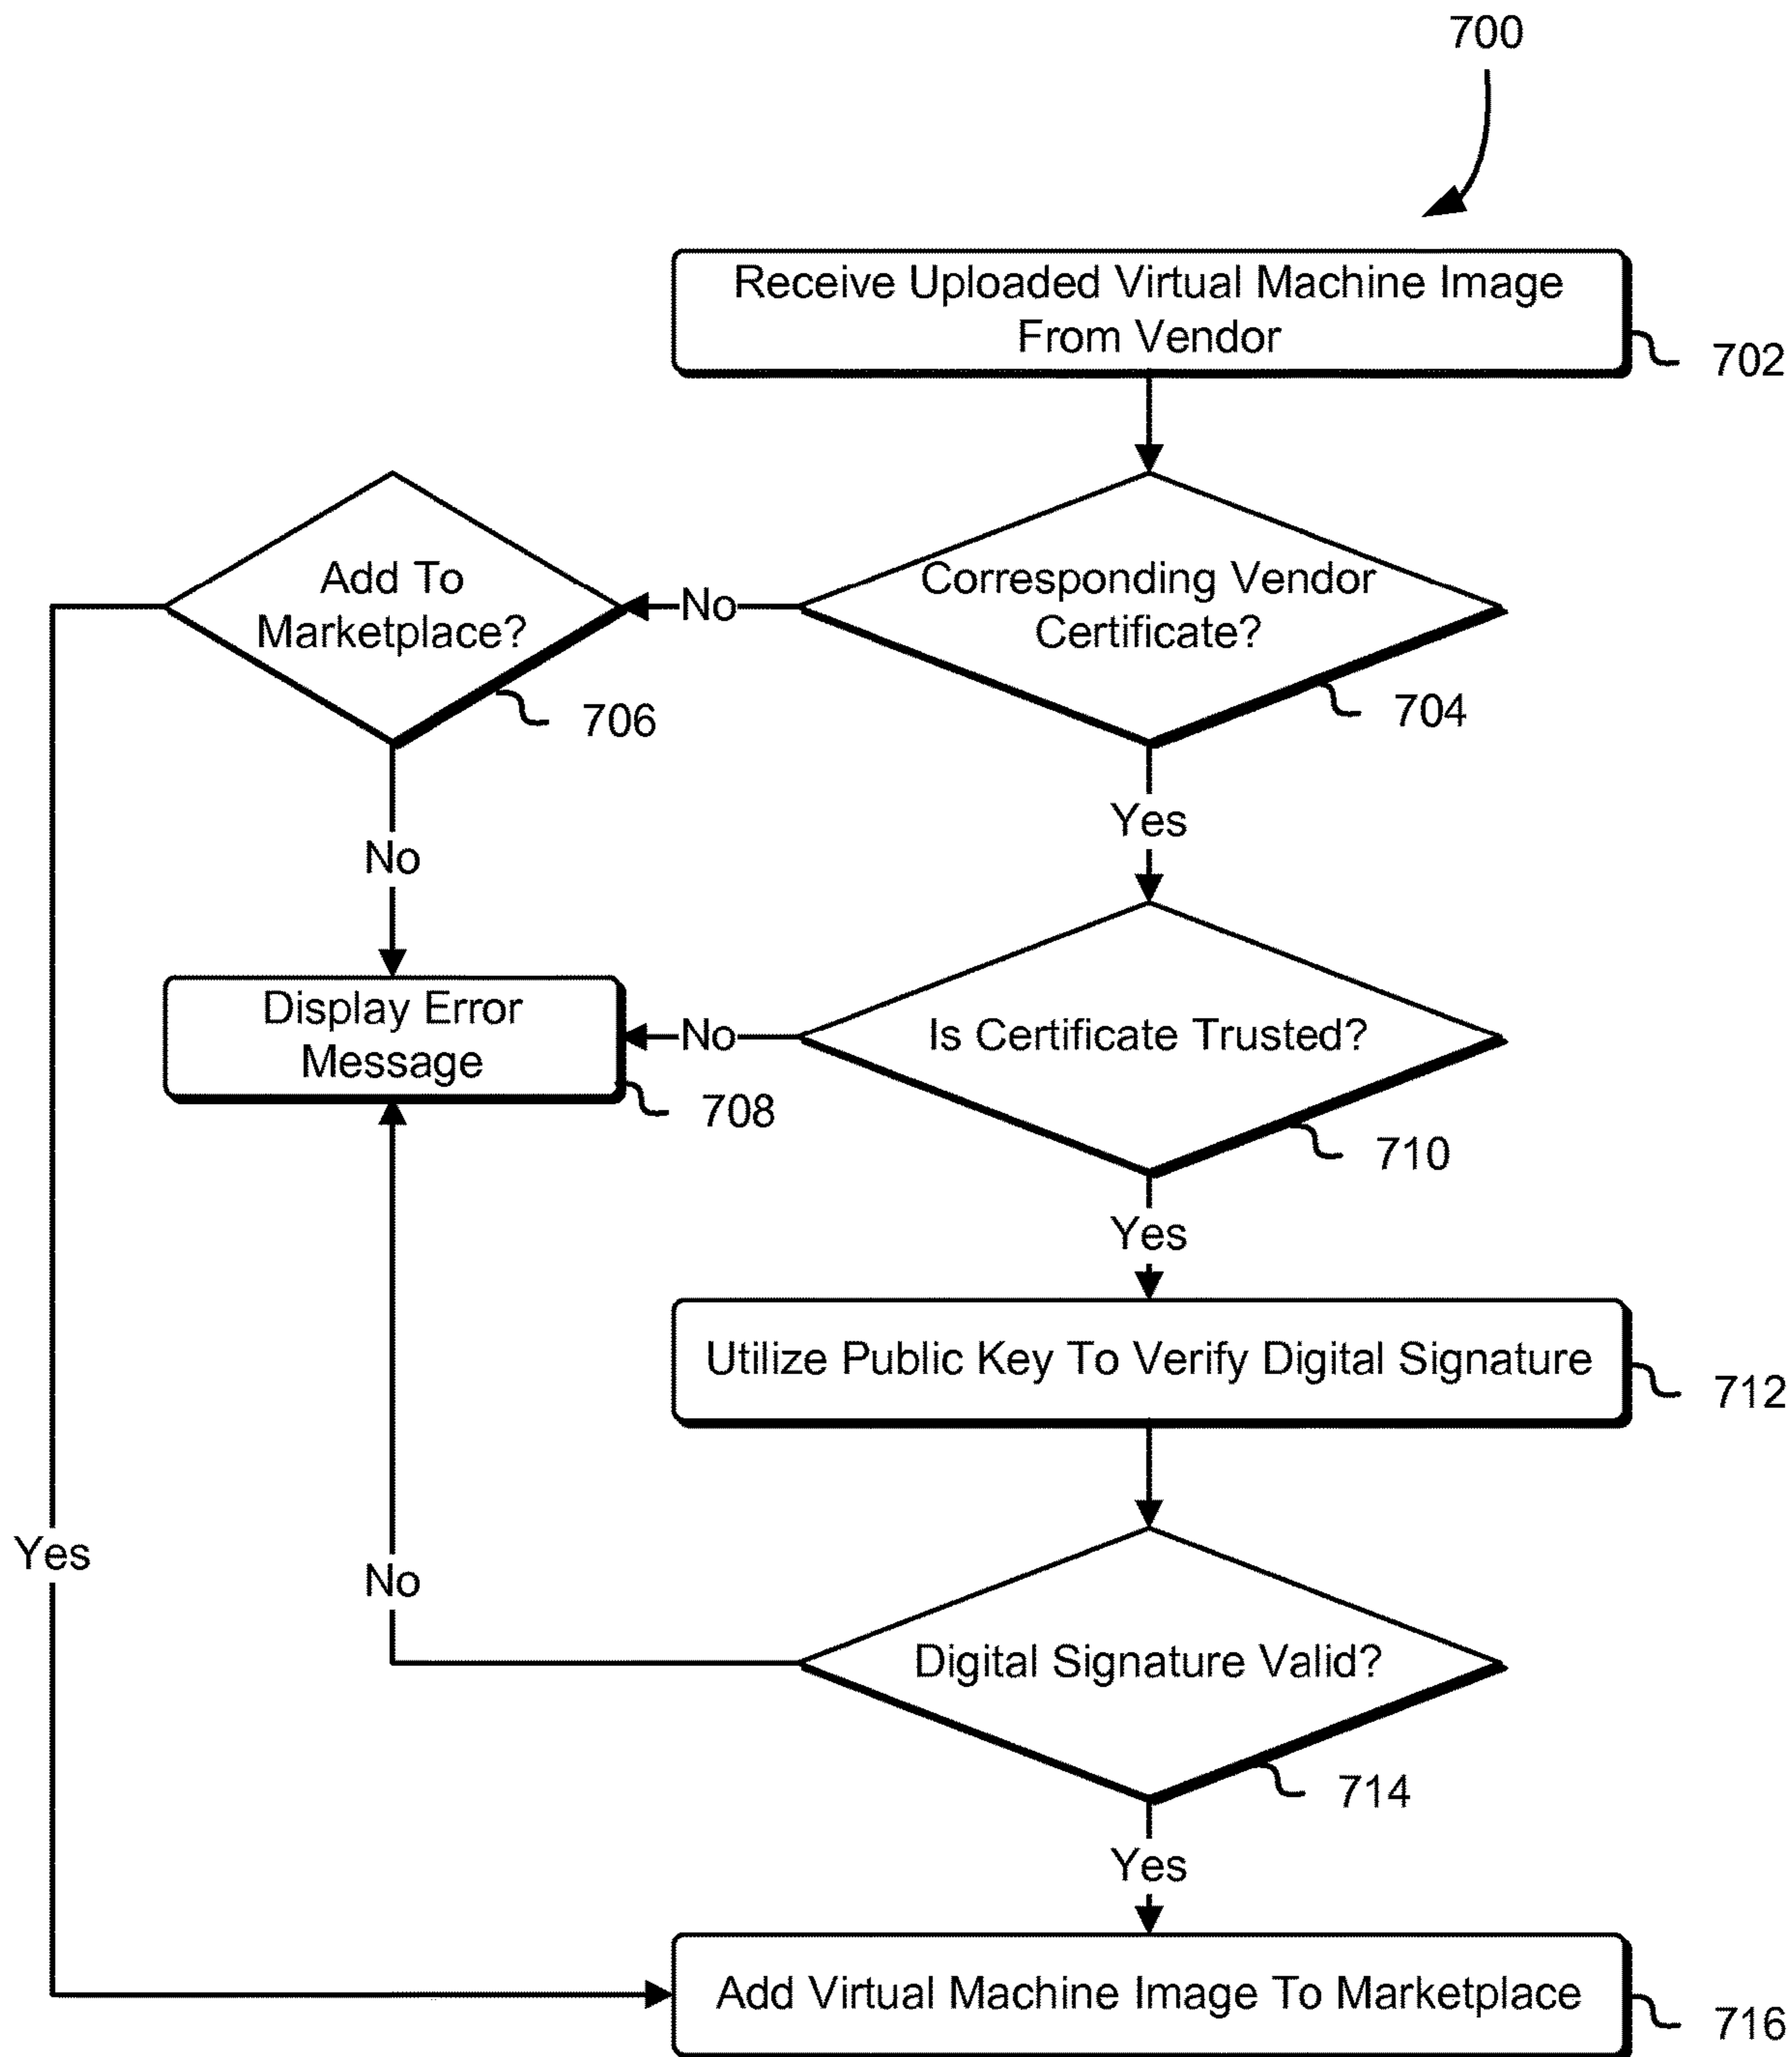 700
Receive Uploaded Virtual Machine Image
From Vendor
702
Add To
Marketplace?
706
No
Corresponding Vendor
Certificate?
704
Yes
No
Display Error
Message
708
No
Is Certificate Trusted?
710
Yes
Utilize Public Key To Verify Digital Signature
712
Yes
No
Digital Signature Valid?
714
Yes
Add Virtual Machine Image To Marketplace
716